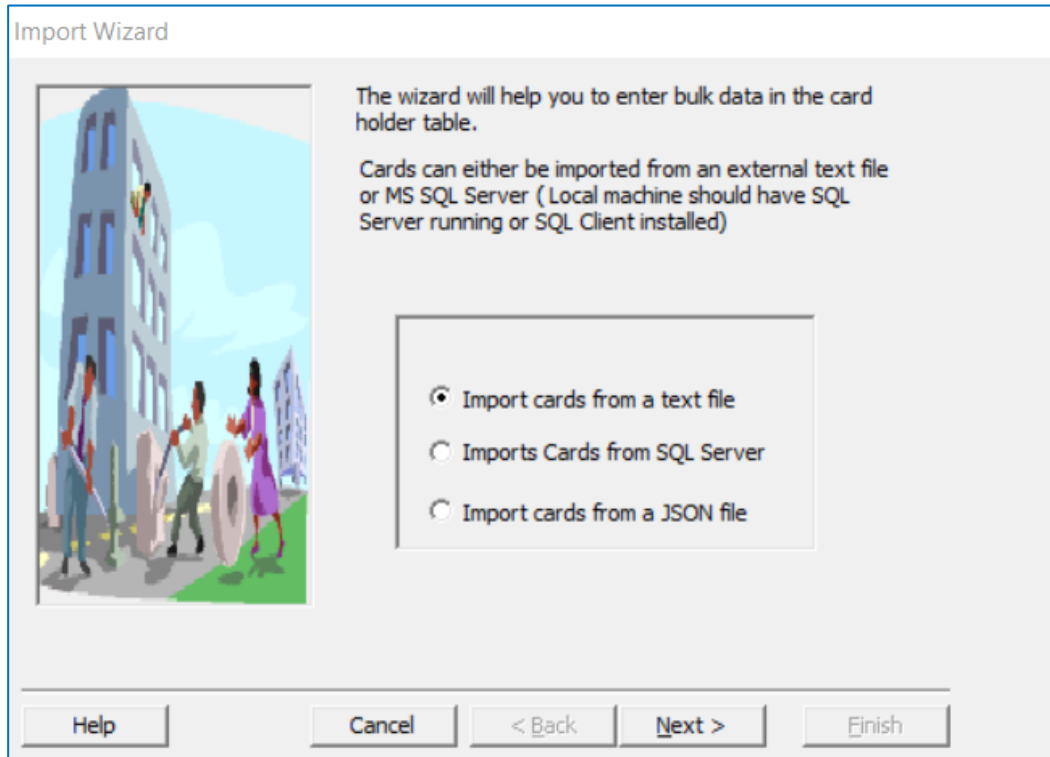 Import Wizard
The wizard will help you to enter bulk data in the card
holder table.
Cards can either be imported from an external text file
or MS SQL Server ( Local machine should have SQL
Server running or SQL Client installed)
Import cards from a text file
Imports Cards from SQL Server
Import cards from a JSON file
Help Cancel < Back Next > Finish